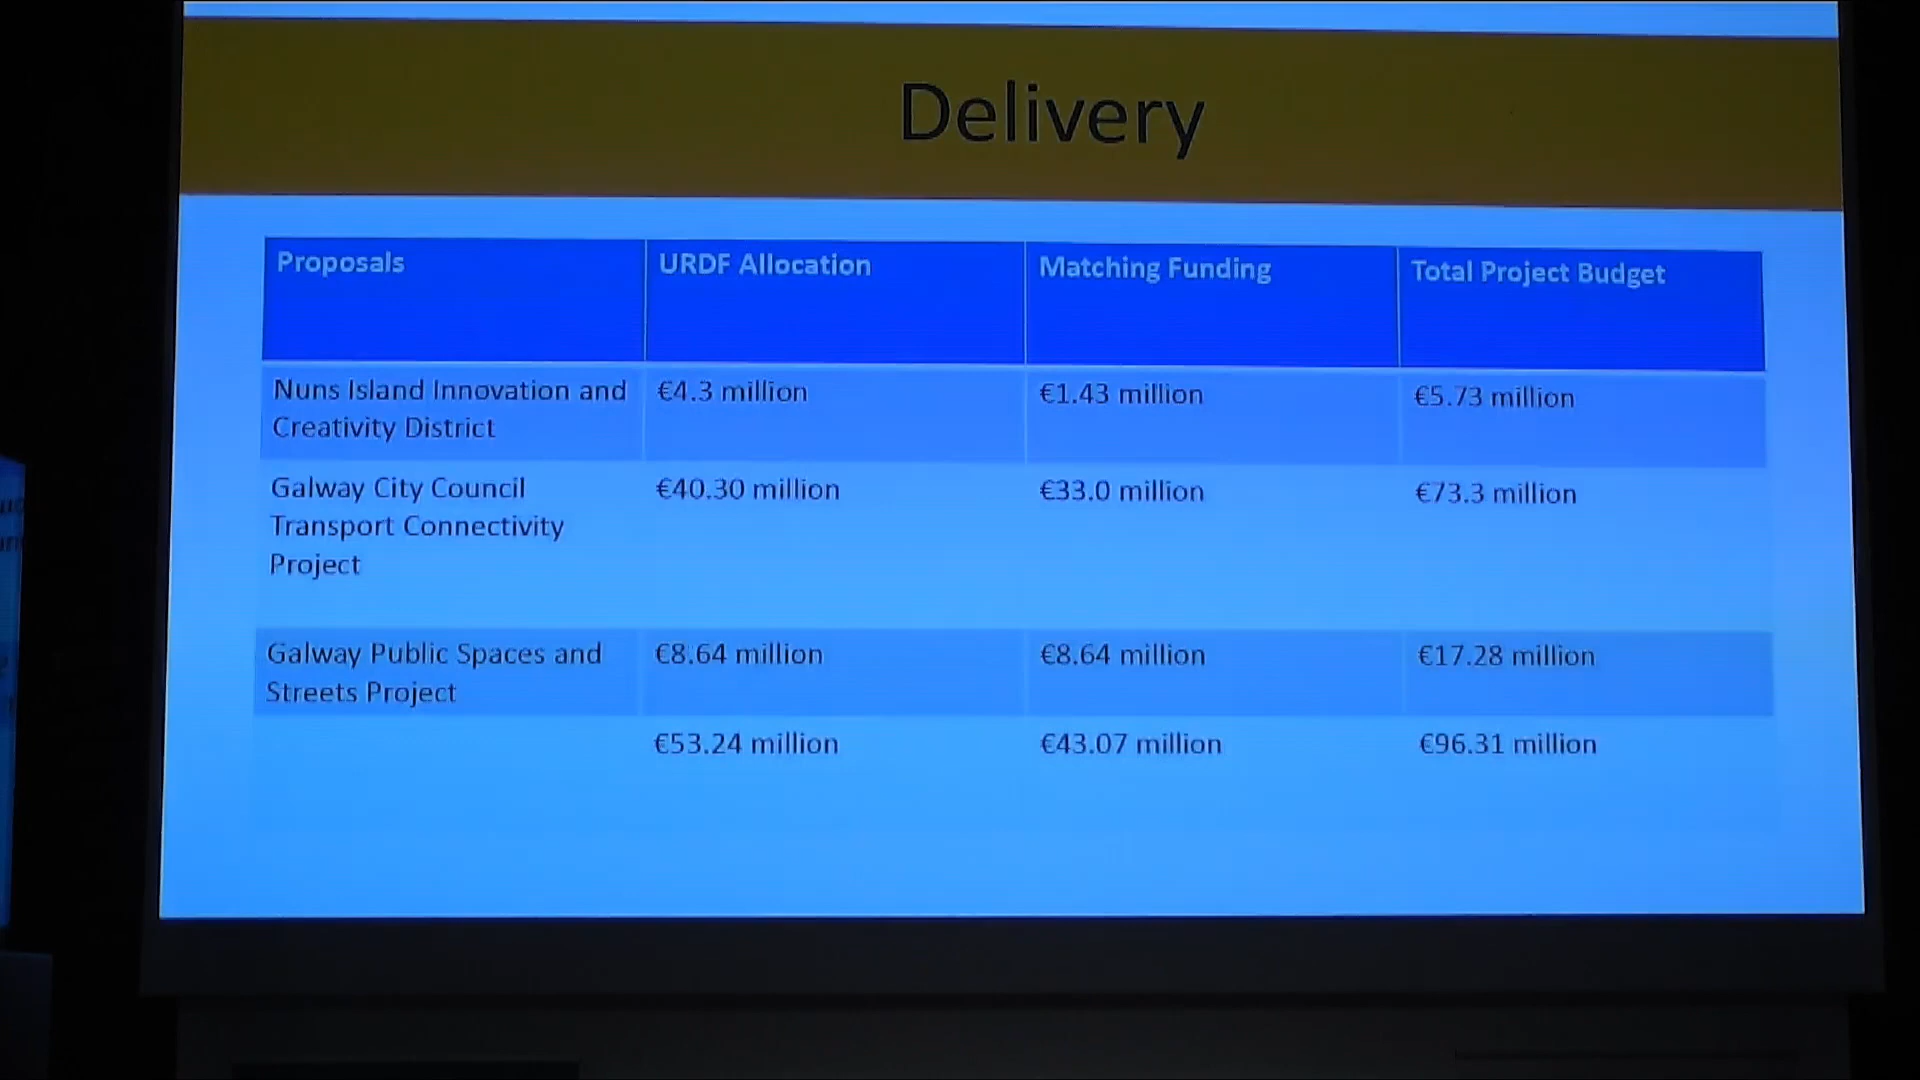 Delivery
Proposals
URDF Allocation
Matching Funding
Total Project Budget
Nuns Island Innovation and
Creativity District
€4.3 million
€1.43 million
€5.73 million
Galway City Council
Transport Connectivity
Project
€40.30 million
€33.0 million
€73.3 million
Galway Public Spaces and
Streets Project
€8.64 million
€8.64 million
€17.28 million
€53.24 million
€43.07 million
€96.31 million